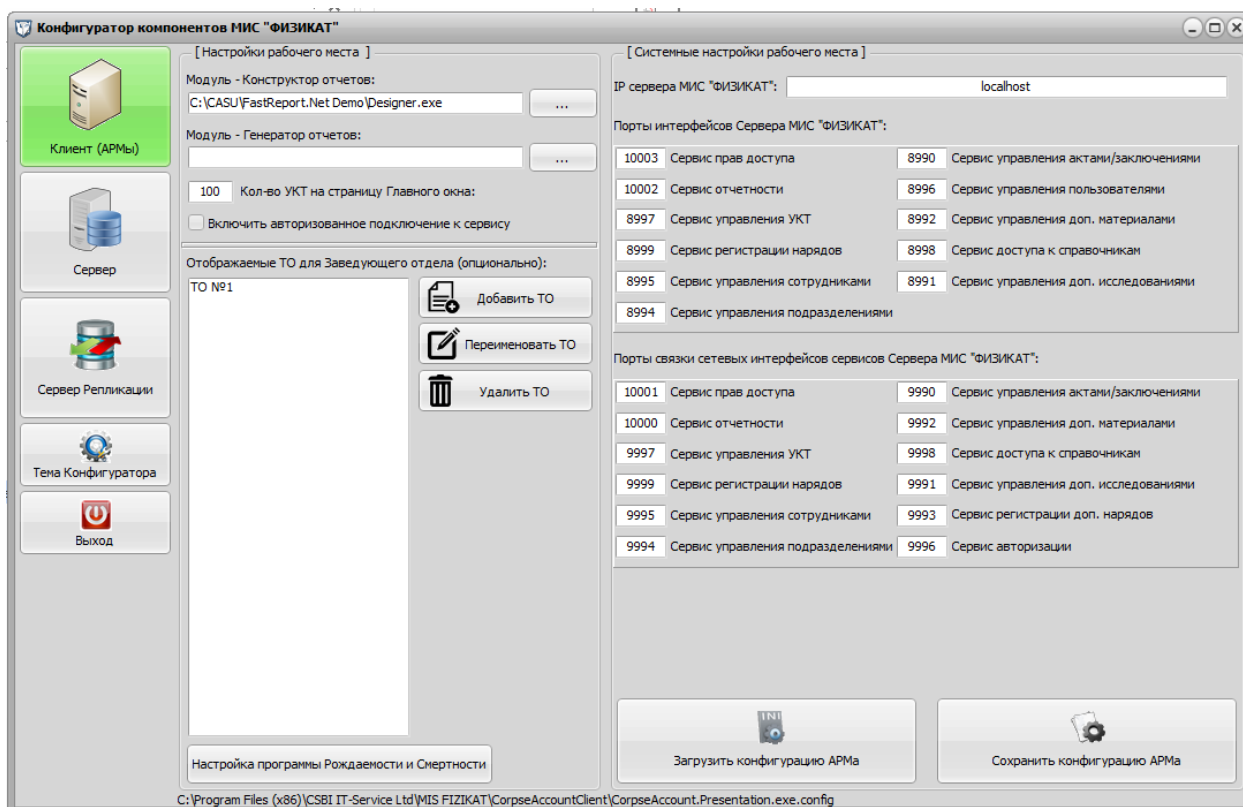 Конфигуратор компонентов МИС "ФИЗИКАТ"
Клиент (АРМы)
Сервер
Сервер Репликации
Тема Конфигуратора
Выход
[ Настройки рабочего места ]
Модуль - Конструктор отчетов:
C:\CASU\FastReport.Net Demo\Designer.exe
...
Модуль - Генератор отчетов:
...
100 Кол-во УКТ на страницу Главного окна:
Включить авторизованное подключение к сервису
Отображаемые ТО для Заведующего отдела (опционально):
ТО №1
Добавить ТО
Переименовать ТО
Удалить ТО
Настройка программы Рождаемости и Смертности
[ Системные настройки рабочего места ]
IP сервера МИС "ФИЗИКАТ": localhost
Порты интерфейсов Сервера МИС "ФИЗИКАТ":
10003 Сервис прав доступа 8990 Сервис управления актами/заключениями
10002 Сервис отчетности 8996 Сервис управления пользователями
8997 Сервис управления УКТ 8992 Сервис управления доп. материалами
8999 Сервис регистрации нарядов 8998 Сервис доступа к справочникам
8995 Сервис управления сотрудниками 8991 Сервис управления доп. исследованиями
8994 Сервис управления подразделениями
Порты связки сетевых интерфейсов сервисов Сервера МИС "ФИЗИКАТ":
10001 Сервис прав доступа 9990 Сервис управления актами/заключениями
10000 Сервис отчетности 9992 Сервис управления доп. материалами
9997 Сервис управления УКТ 9998 Сервис доступа к справочникам
9999 Сервис регистрации нарядов 9991 Сервис управления доп. исследованиями
9995 Сервис управления сотрудниками 9993 Сервис регистрации доп. нарядов
9994 Сервис управления подразделениями 9996 Сервис авторизации
INI
Загрузить конфигурацию АРМа
Сохранить конфигурацию АРМа
C:\Program Files (x86)\CSBI IT-Service Ltd\MIS FIZIKAT\CorpseAccountClient\CorpseAccount.Presentation.exe.config